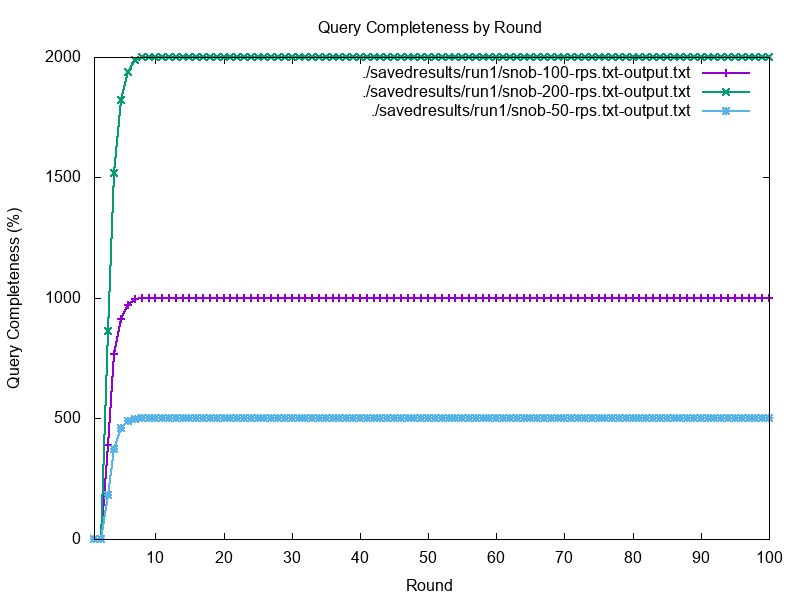 Query Completeness by Round
2000
1500
1000
500
0
Query Completeness (%)
./savedresults/run1/snob-100-rps.txt-output.txt
./savedresults/run1/snob-200-rps.txt-output.txt
./savedresults/run1/snob-50-rps.txt-output.txt
10 20 30 40 50 60 70 80 90 100
Round